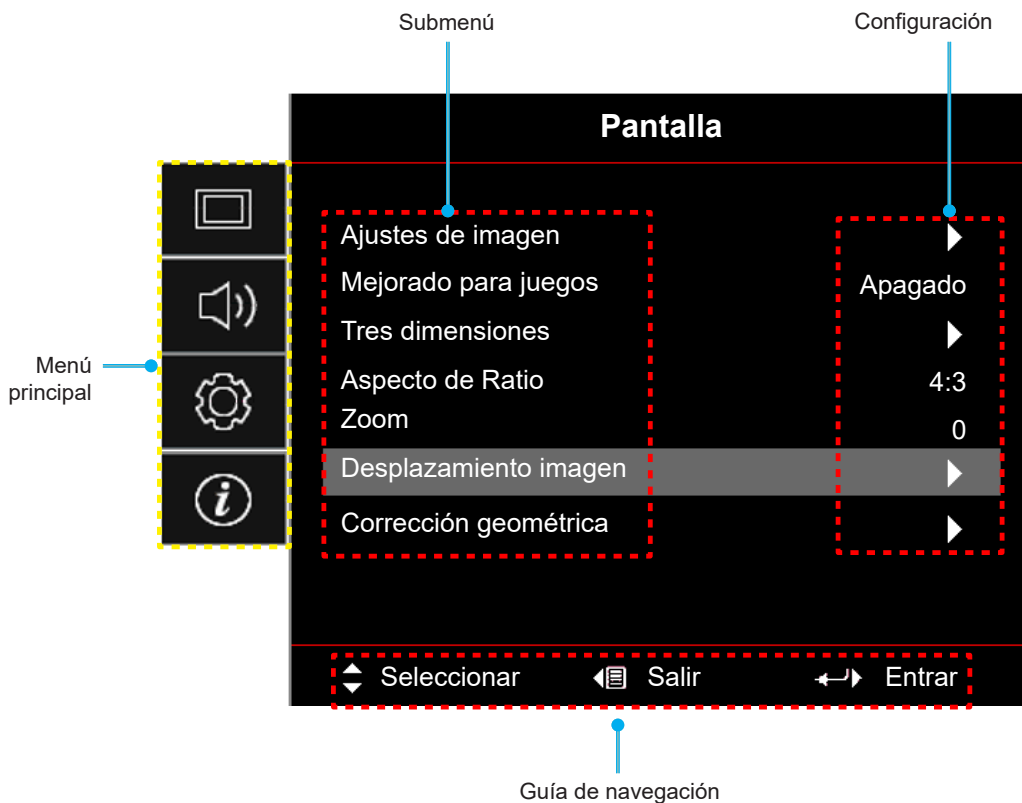 Submenú
Configuración
Pantalla
Ajustes de imagen
Mejorado para juegos
Apagado
Tres dimensiones
Menú
principal
Aspecto de Ratio
4:3
Zoom
0
Desplazamiento imagen
Corrección geométrica
Seleccionar
Salir
Entrar
Guía de navegación